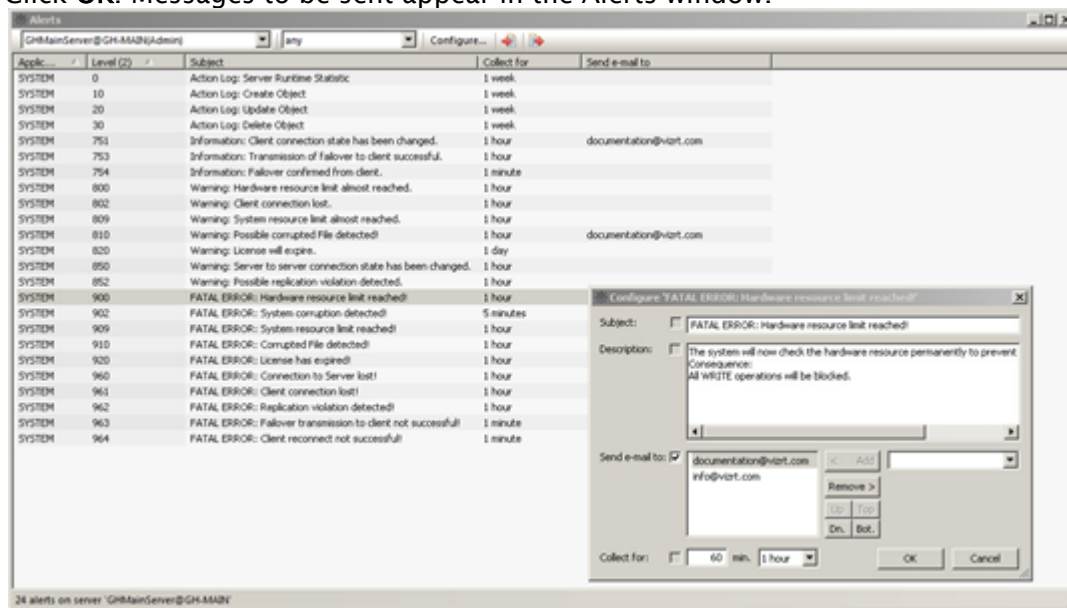 Click OK. Messages to be sent appear in the Alerts window.
Alerts
GHMainServer@GH-MAIN(Admin) any Configure...
Applic... Level (2) Subject Collect for Send e-mail to
SYSTEM 0 Action Log: Server Runtime Statistic 1 week
SYSTEM 10 Action Log: Create Object 1 week
SYSTEM 20 Action Log: Update Object 1 week
SYSTEM 30 Action Log: Delete Object 1 week
SYSTEM 751 Information: Client connection state has been changed. 1 hour documentation@vizrt.com
SYSTEM 753 Information: Transmission of failover to client successful. 1 hour
SYSTEM 754 Information: Failover confirmed from client. 1 minute
SYSTEM 800 Warning: Hardware resource limit almost reached. 1 hour
SYSTEM 802 Warning: Client connection lost. 1 hour
SYSTEM 809 Warning: System resource limit almost reached. 1 hour
SYSTEM 810 Warning: Possible corrupted File detected! 1 hour documentation@vizrt.com
SYSTEM 820 Warning: License will expire. 1 day
SYSTEM 850 Warning: Server to server connection state has been changed. 1 hour
SYSTEM 852 Warning: Possible replication violation detected. 1 hour
SYSTEM 900 FATAL ERROR: Hardware resource limit reached! 1 hour
SYSTEM 902 FATAL ERROR: System corruption detected! 5 minutes
SYSTEM 909 FATAL ERROR: System resource limit reached! 1 hour
SYSTEM 910 FATAL ERROR: Corrupted File detected! 1 hour
SYSTEM 920 FATAL ERROR: License has expired! 1 hour
SYSTEM 960 FATAL ERROR: Connection to Server lost! 1 hour
SYSTEM 961 FATAL ERROR: Client connection lost! 1 hour
SYSTEM 962 FATAL ERROR: Replication violation detected! 1 hour
SYSTEM 963 FATAL ERROR: Failover transmission to client not successful! 1 minute
SYSTEM 964 FATAL ERROR: Client reconnect not successful! 1 minute
Configure 'FATAL ERROR: Hardware resource limit reached!'
Subject: FATAL ERROR: Hardware resource limit reached!
Description: The system will now check the hardware resource permanently to prevent
Consequence:
All WRITE operations will be blocked.
Send e-mail to: documentation@vizrt.com < Add
info@vizrt.com
Remove >
Up Top
Dn. Bot.
Collect for: 60 min. 1 hour OK Cancel
24 alerts on server 'GHMainServer@GH-MAIN'